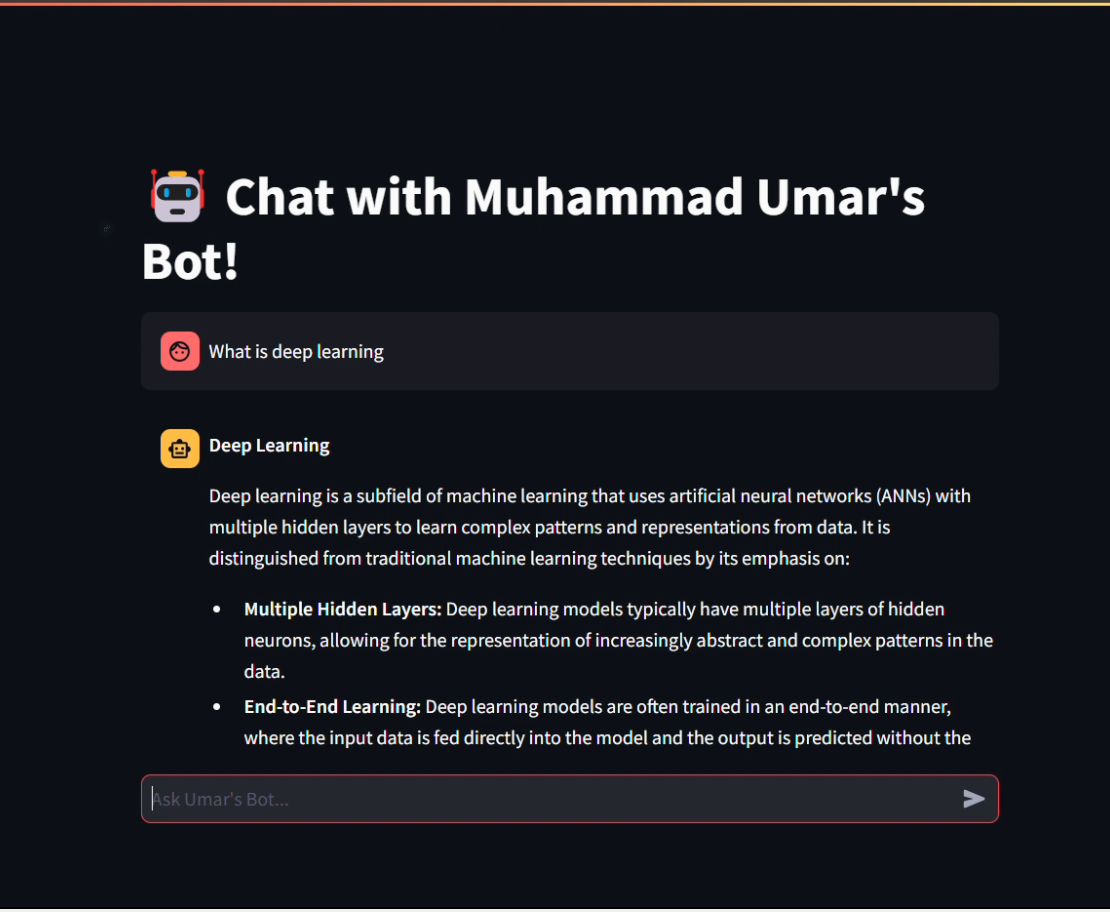 Chat with Muhammad Umar's
Bot!
What is deep learning
Deep Learning
Deep learning is a subfield of machine learning that uses artificial neural networks (ANNs) with
multiple hidden layers to learn complex patterns and representations from data. It is
distinguished from traditional machine learning techniques by its emphasis on:
Multiple Hidden Layers: Deep learning models typically have multiple layers of hidden
neurons, allowing for the representation of increasingly abstract and complex patterns in the
data.
End-to-End Learning: Deep learning models are often trained in an end-to-end manner,
where the input data is fed directly into the model and the output is predicted without the
Ask Umar's Bot...